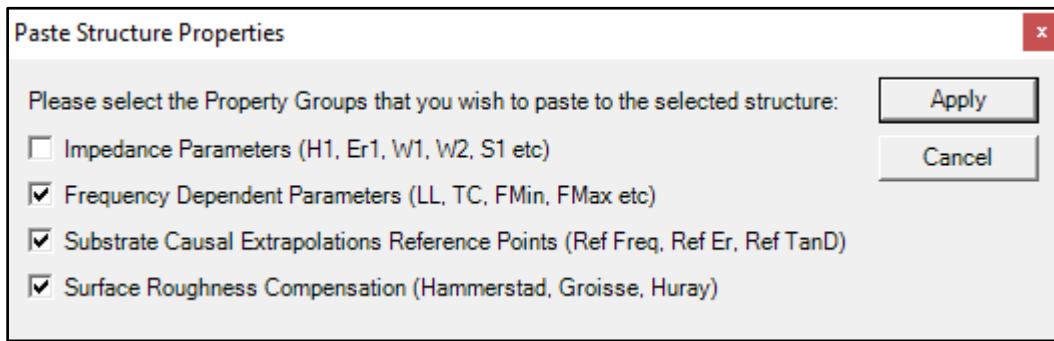 Paste Structure Properties
x
Please select the Property Groups that you wish to paste to the selected structure:
Apply
Impedance Parameters (H1, Er1, W1, W2, S1 etc)
Cancel
Frequency Dependent Parameters (LL, TC, FMin, FMax etc)
Substrate Causal Extrapolations Reference Points (Ref Freq, Ref Er, Ref TanD)
Surface Roughness Compensation (Hammerstad, Groisse, Huray)